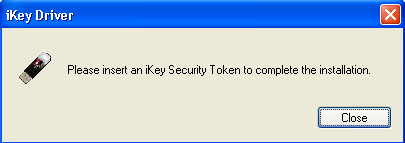 iKey Driver
Please insert an iKey Security Token to complete the installation.
Close